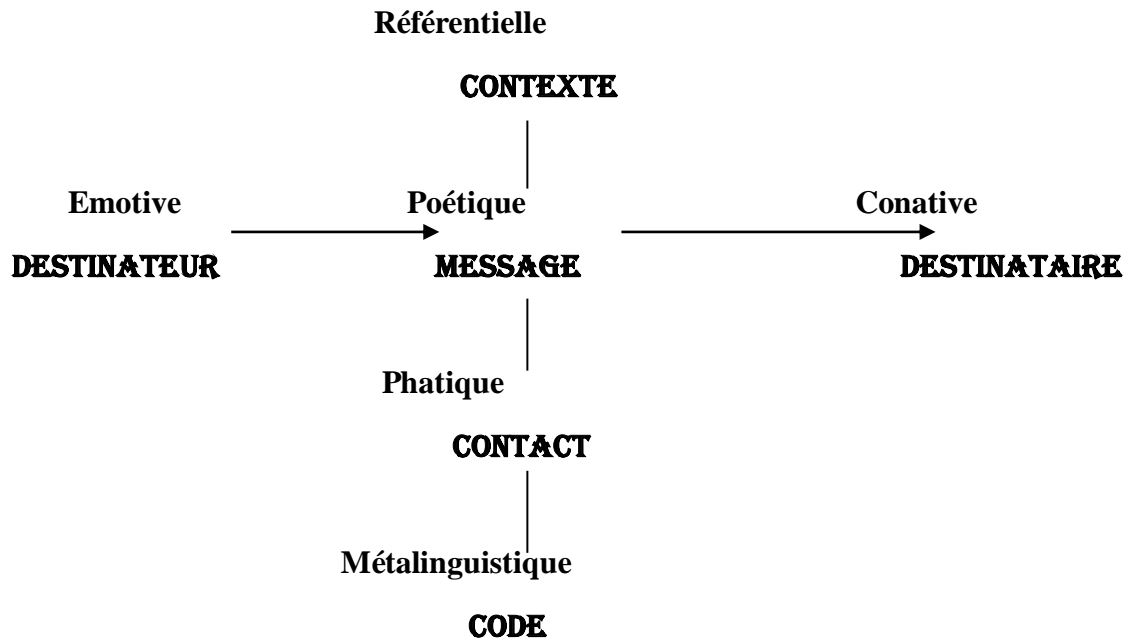 Référentielle
CONTEXTE
Emotive Poétique Conative
DESTINATEUR MESSAGE DESTINATAIRE
Phatique
CONTACT
Métalinguistique
CODE